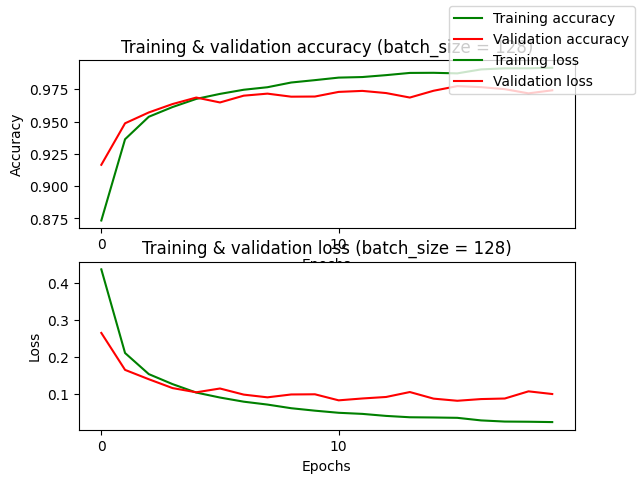 Training accuracy
Validation accuracy
Training loss
Validation loss
Training & validation accuracy (batch_size = 128)
0.975
0.950
0.925
0.900
0.875
Accuracy
0
10
Epochs
Training & validation loss (batch_size = 128)
0.4
0.3
0.2
0.1
Loss
0
10
Epochs